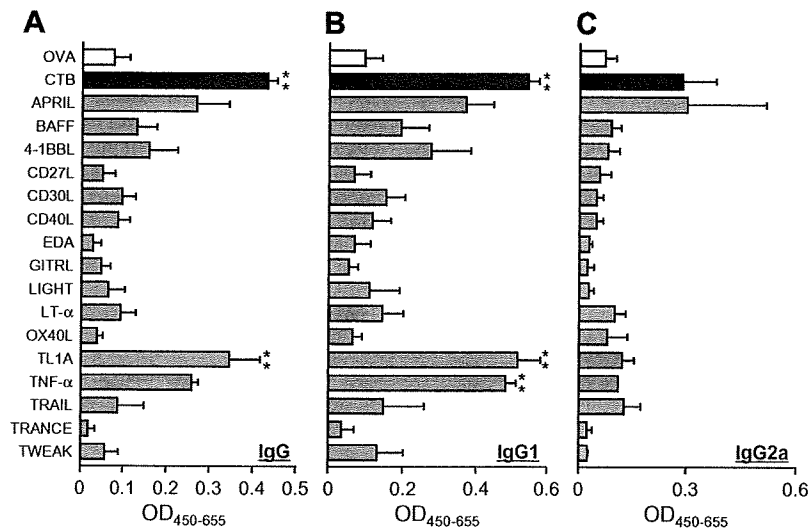 A B C
OVA
CTB **
**
APRIL
BAFF
4-1BBL
CD27L
CD30L
CD40L
EDA
GITRL
LIGHT
LT-α
OX40L
TL1A ** **
TNF-α **
TRAIL
TRANCE
TWEAK
IgG
IgG1
IgG2a
0 0.1 0.2 0.3 0.4 0.5
0 0.2 0.4 0.6
0 0.3 0.6
OD450-655 OD450-655 OD450-655